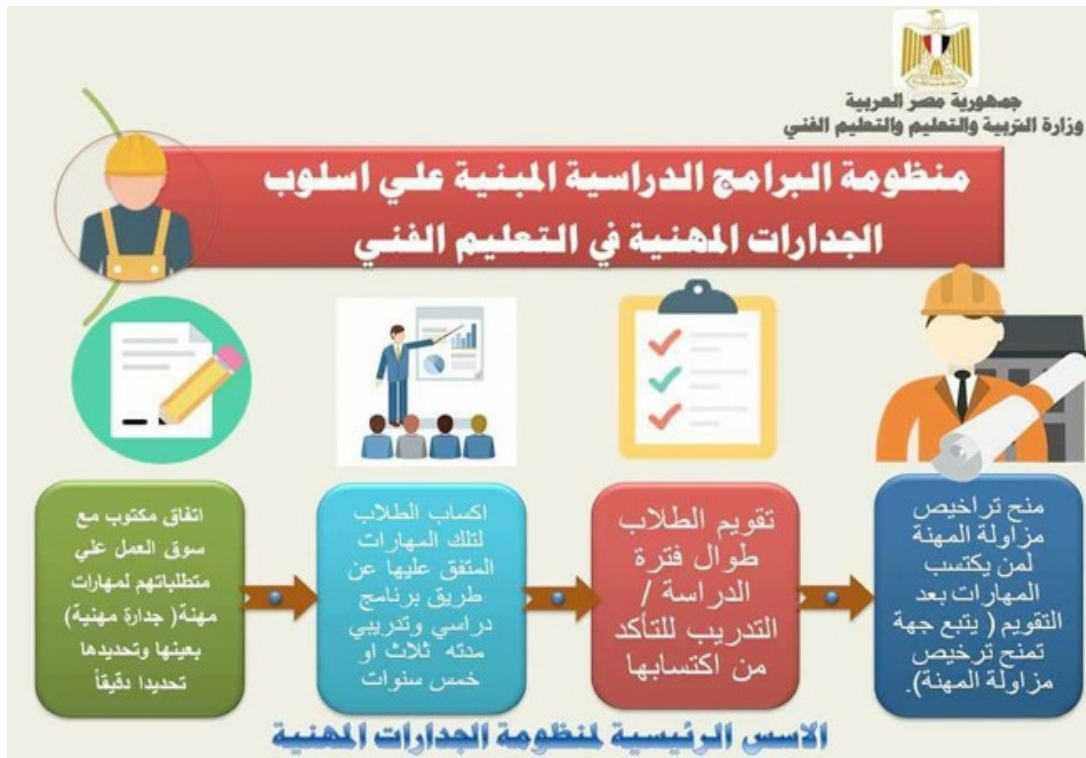 جمهورية مصر العربية
وزارة التربية والتعليم والتعليم الفني
منظومة البرامج الدراسية المبنية علي اسلوب
الجدارات المهنية في التعليم الفني
اتفاق مكتوب مع
سوق العمل علي
متطلباتهم لمهارات
مهنة( جدارة مهنية)
بعينها وتحديدها
تحديدا دقيقاً
اكساب الطلاب
لتلك المهارات
المتفق عليها عن
طريق برنامج
دراسي وتدريبي
مدته ثلاث او
خمس سنوات
تقويم الطلاب
طوال فترة
الدراسة /
التدريب للتأكد
من اكتسابها
منح تراخيص
مزاولة المهنة
لمن يكتسب
المهارات بعد
التقويم ( يتبع جهة
تمنح ترخيص
مزاولة المهنة).
الاسس الرئيسية لمنظومة الجدارات المهنية